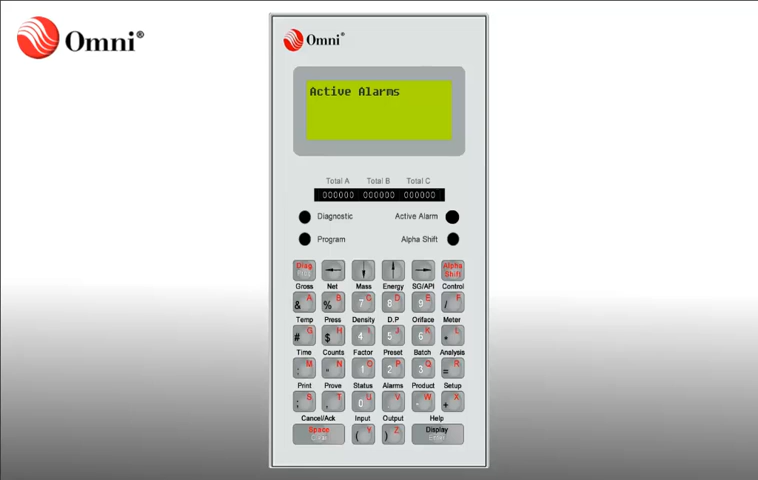 Omni®
Omni®
Active Alarms
Total A Total B Total C
000000 000000 000000
Diagnostic Active Alarm
Program Alpha Shift
Diag
Prog
Alpha
Shift
Gross Net Mass Energy SG/API Control
& A % B 7 C 8 D 9 E / F
Temp Press Density D.P Oriface Meter
# G $ H 4 I 5 J 6 K * L
Time Counts Factor Preset Batch Analysis
: M " N 1 O 2 P 3 Q = R
Print Prove Status Alarms Product Setup
; S , T 0 U V - W + X
Cancel/Ack Input Output Help
Space
Clear
( Y ) Z
Display
Enter